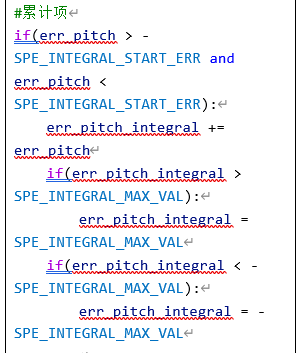 #累计项
if(err_pitch > -
SPE_INTEGRAL_START_ERR and
err_pitch <
SPE_INTEGRAL_START_ERR):
err_pitch_integral +=
err_pitch
if(err_pitch_integral >
SPE_INTEGRAL_MAX_VAL):
err_pitch_integral =
SPE_INTEGRAL_MAX_VAL
if(err_pitch_integral < -
SPE_INTEGRAL_MAX_VAL):
err_pitch_integral = -
SPE_INTEGRAL_MAX_VAL